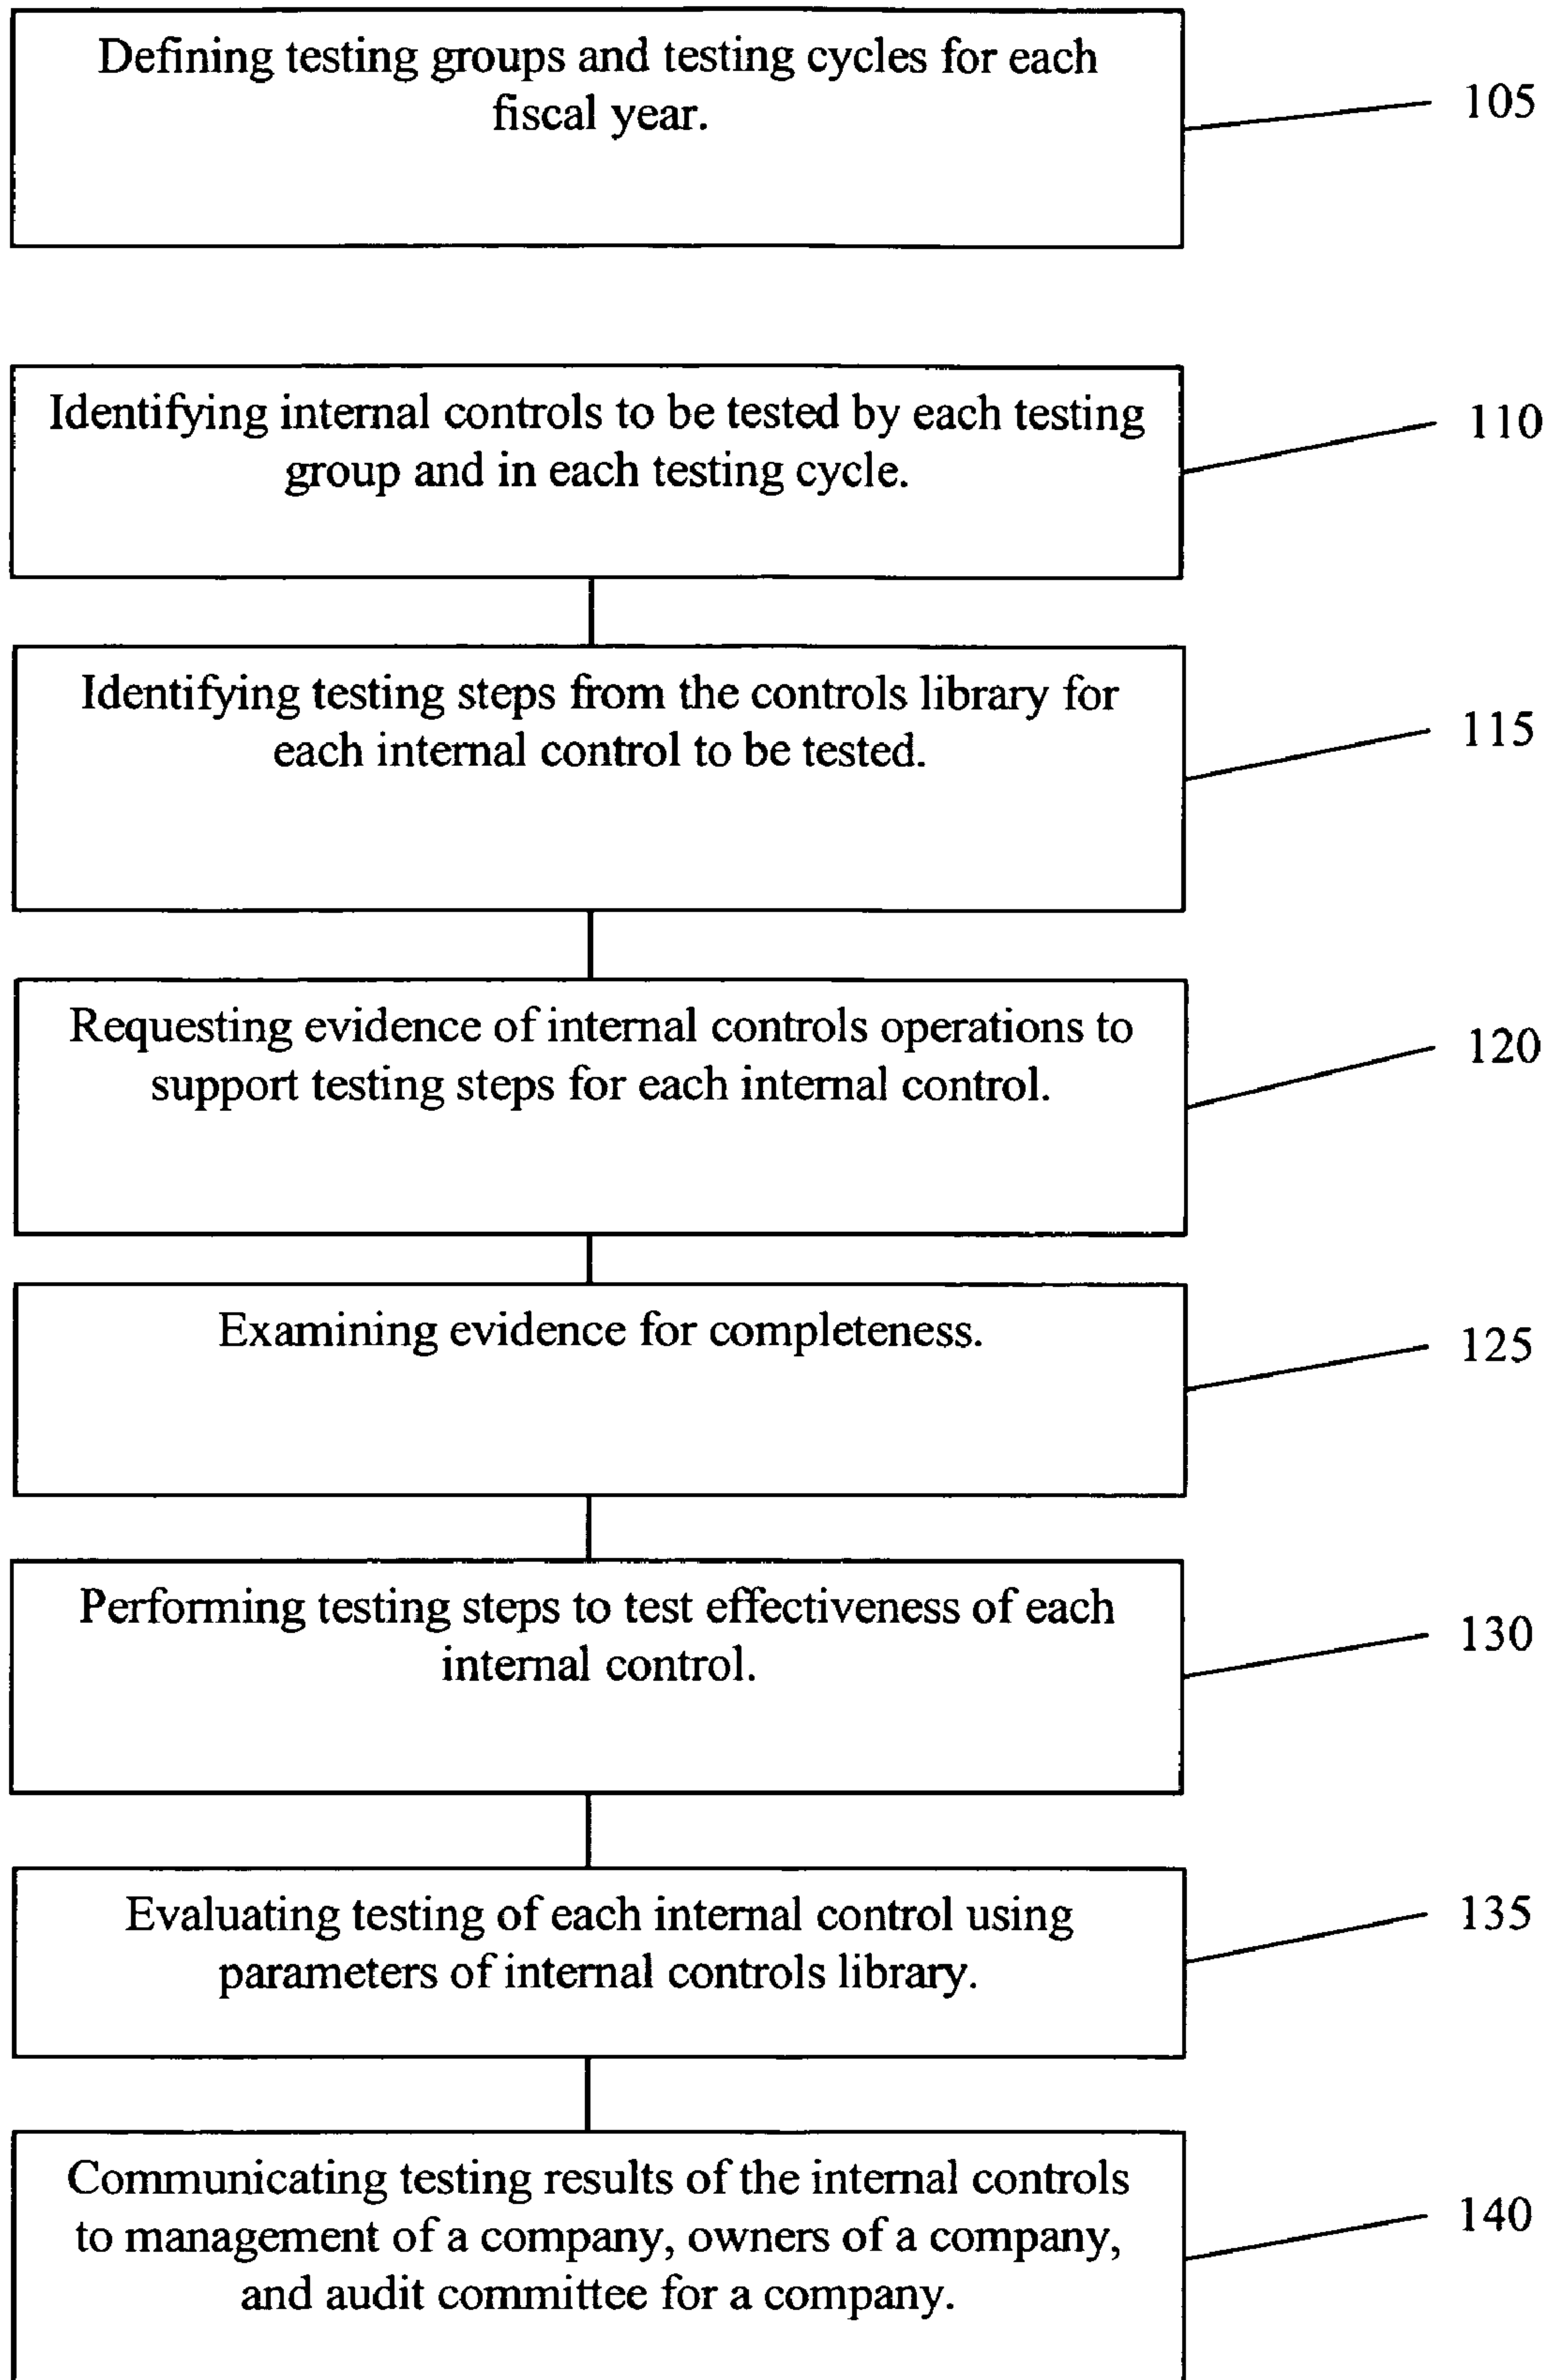 Defining testing groups and testing cycles for each
fiscal year.
105
Identifying internal controls to be tested by each testing
group and in each testing cycle.
110
Identifying testing steps from the controls library for
each internal control to be tested.
115
Requesting evidence of internal controls operations to
support testing steps for each internal control.
120
Examining evidence for completeness.
125
Performing testing steps to test effectiveness of each
internal control.
130
Evaluating testing of each internal control using
parameters of internal controls library.
135
Communicating testing results of the internal controls
to management of a company, owners of a company,
and audit committee for a company.
140